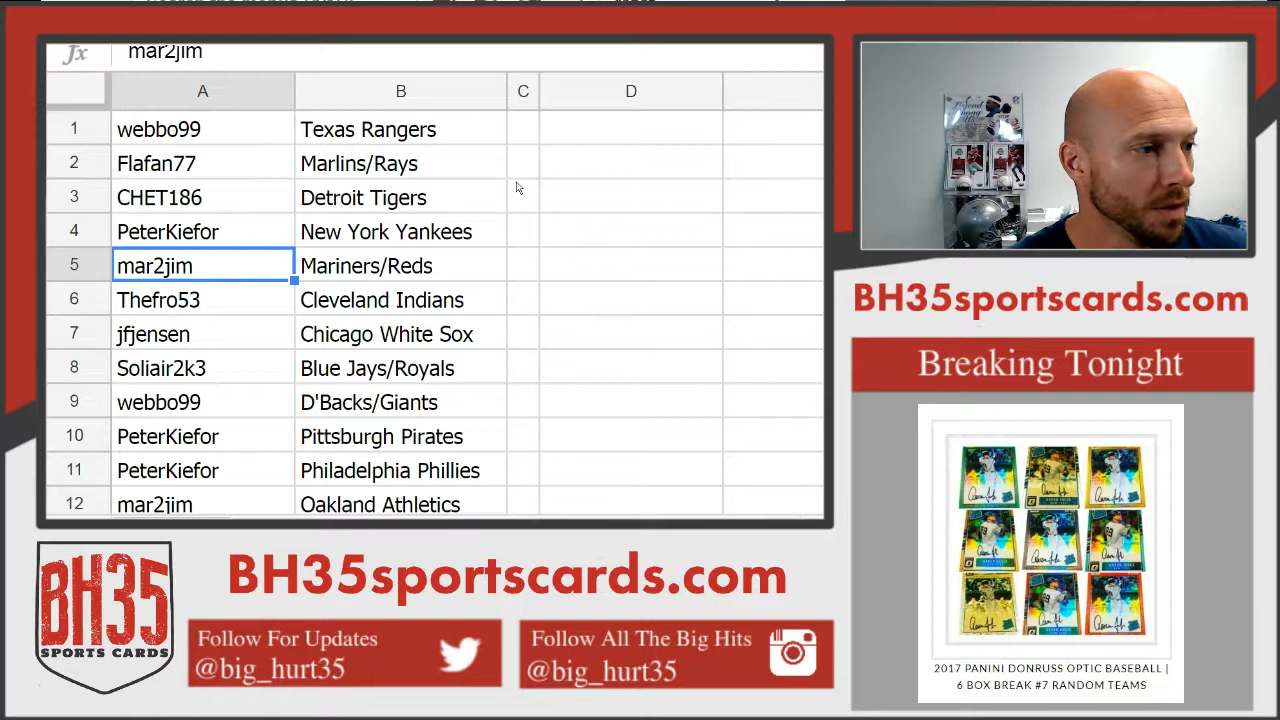 fx mar2jim
A B C D
1 webbo99 Texas Rangers
2 Flafan77 Marlins/Rays
3 CHET186 Detroit Tigers
4 PeterKiefor New York Yankees
5 mar2jim Mariners/Reds
6 Thefro53 Cleveland Indians
7 jfjensen Chicago White Sox
8 Soliair2k3 Blue Jays/Royals
9 webbo99 D'Backs/Giants
10 PeterKiefor Pittsburgh Pirates
11 PeterKiefor Philadelphia Phillies
12 mar2jim Oakland Athletics
BH35sportscards.com
Breaking Tonight
2017 PANINI DONRUSS OPTIC BASEBALL |
6 BOX BREAK #7 RANDOM TEAMS
BH35
SPORTS CARDS
BH35sportscards.com
Follow For Updates
@big_hurt35
Follow All The Big Hits
@big_hurt35